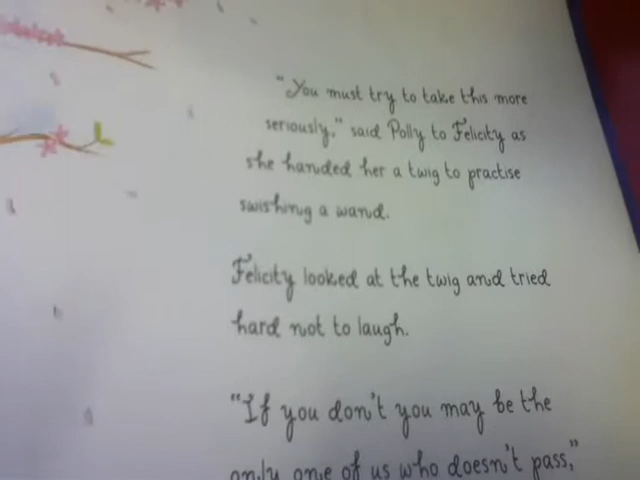 "You must try to take this more
seriously," said Polly to Felicity as
she handed her a twig to practise
swishing a wand.
Felicity looked at the twig and tried
hard not to laugh.
"If you don't you may be the
only one of us who doesn't pass,"